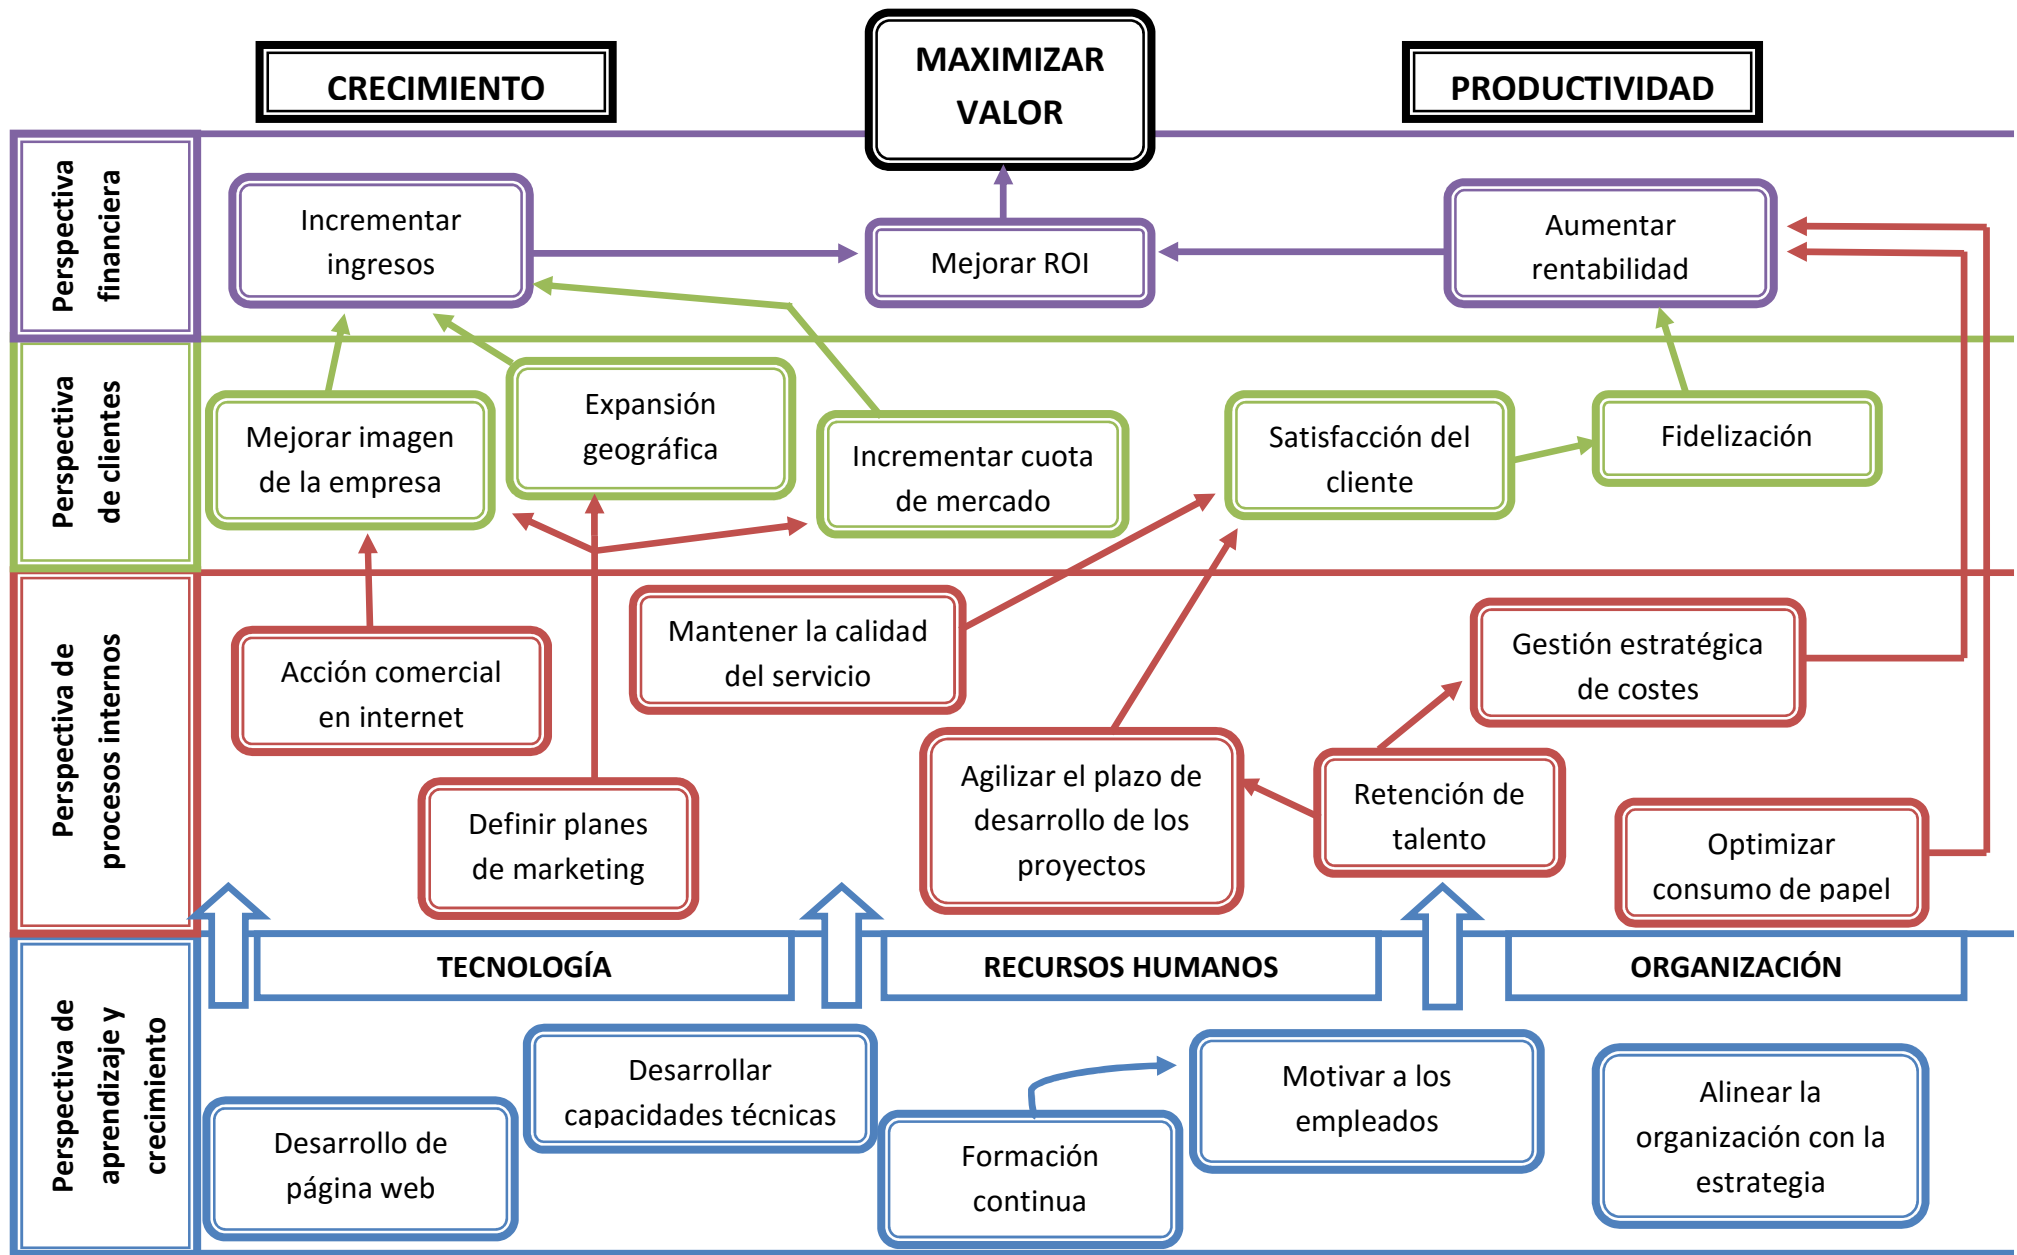 CRECIMIENTO
MAXIMIZAR
VALOR
PRODUCTIVIDAD
Perspectiva
financiera
Incrementar
ingresos
Mejorar ROI
Aumentar
rentabilidad
Perspectiva
de clientes
Mejorar imagen
de la empresa
Expansión
geográfica
Incrementar cuota
de mercado
Satisfacción del
cliente
Fidelización
Perspectiva de
procesos internos
Acción comercial
en internet
Definir planes
de marketing
Mantener la calidad
del servicio
Agilizar el plazo de
desarrollo de los
proyectos
Retención de
talento
Gestión estratégica
de costes
Optimizar
consumo de papel
Perspectiva de
aprendizaje y
crecimiento
TECNOLOGÍA
RECURSOS HUMANOS
ORGANIZACIÓN
Desarrollo de
página web
Desarrollar
capacidades técnicas
Formación
continua
Motivar a los
empleados
Alinear la
organización con la
estrategia